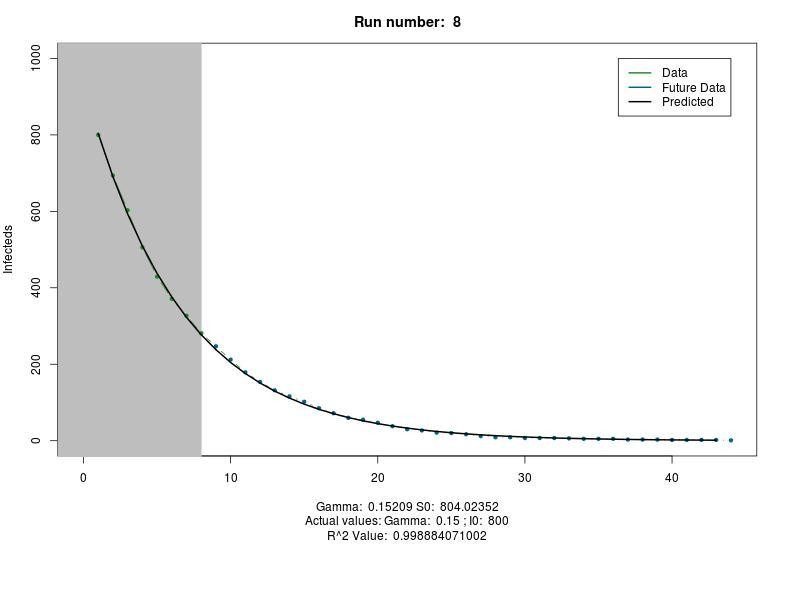 Run number: 8
1000
800
600
400
200
0
Infecteds
Data
Future Data
Predicted
0 10 20 30 40
Gamma: 0.15209 S0: 804.02352
Actual values: Gamma: 0.15 ; I0: 800
R^2 Value: 0.998884071002